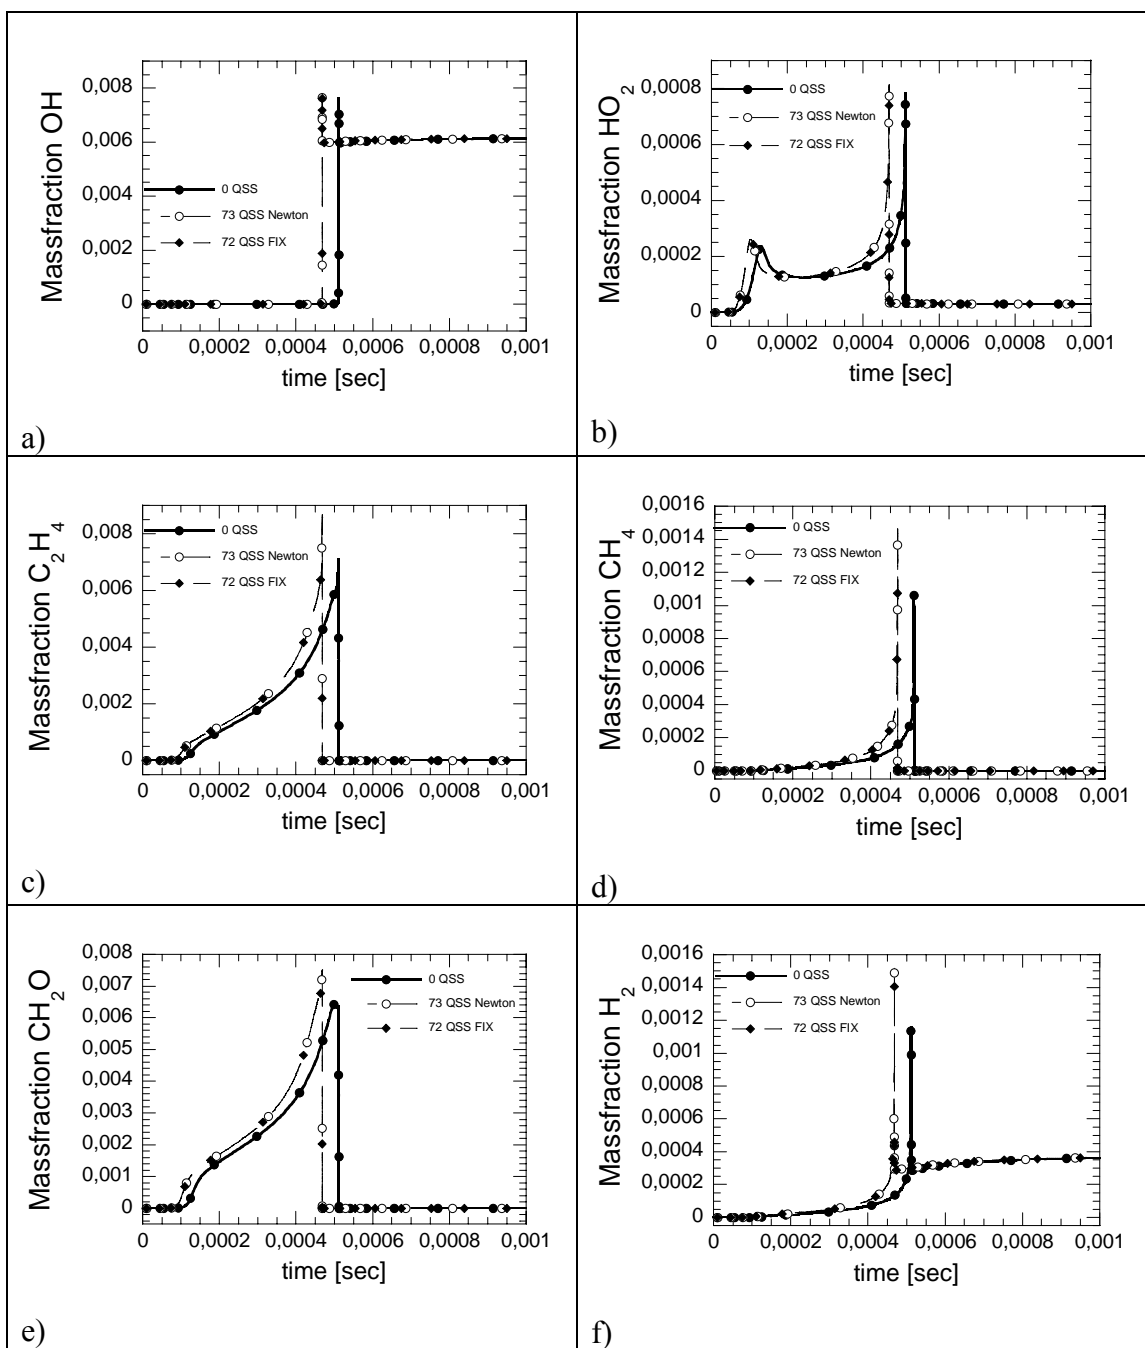 0,008
0,006
0,004
0,002
0
Massfraction OH
0 QSS
73 QSS Newton
72 QSS FIX
0 0,0002 0,0004 0,0006 0,0008 0,001
time [sec]
a)
0,0008
0,0006
0,0004
0,0002
0
Massfraction HO2
0 QSS
73 QSS Newton
72 QSS FIX
0 0,0002 0,0004 0,0006 0,0008 0,001
time [sec]
b)
0,008
0,006
0,004
0,002
0
Massfraction C2H4
0 QSS
73 QSS Newton
72 QSS FIX
0 0,0002 0,0004 0,0006 0,0008 0,001
time [sec]
c)
0,0016
0,0014
0,0012
0,001
0,0008
0,0006
0,0004
0,0002
0
Massfraction CH4
0 QSS
73 QSS Newton
72 QSS FIX
0 0,0002 0,0004 0,0006 0,0008 0,001
time [sec]
d)
0,008
0,007
0,006
0,005
0,004
0,003
0,002
0,001
0
Massfraction CH2O
0 QSS
73 QSS Newton
72 QSS FIX
0 0,0002 0,0004 0,0006 0,0008 0,001
time [sec]
e)
0,0016
0,0014
0,0012
0,001
0,0008
0,0006
0,0004
0,0002
0
Massfraction H2
0 QSS
73 QSS Newton
72 QSS FIX
0 0,0002 0,0004 0,0006 0,0008 0,001
time [sec]
f)